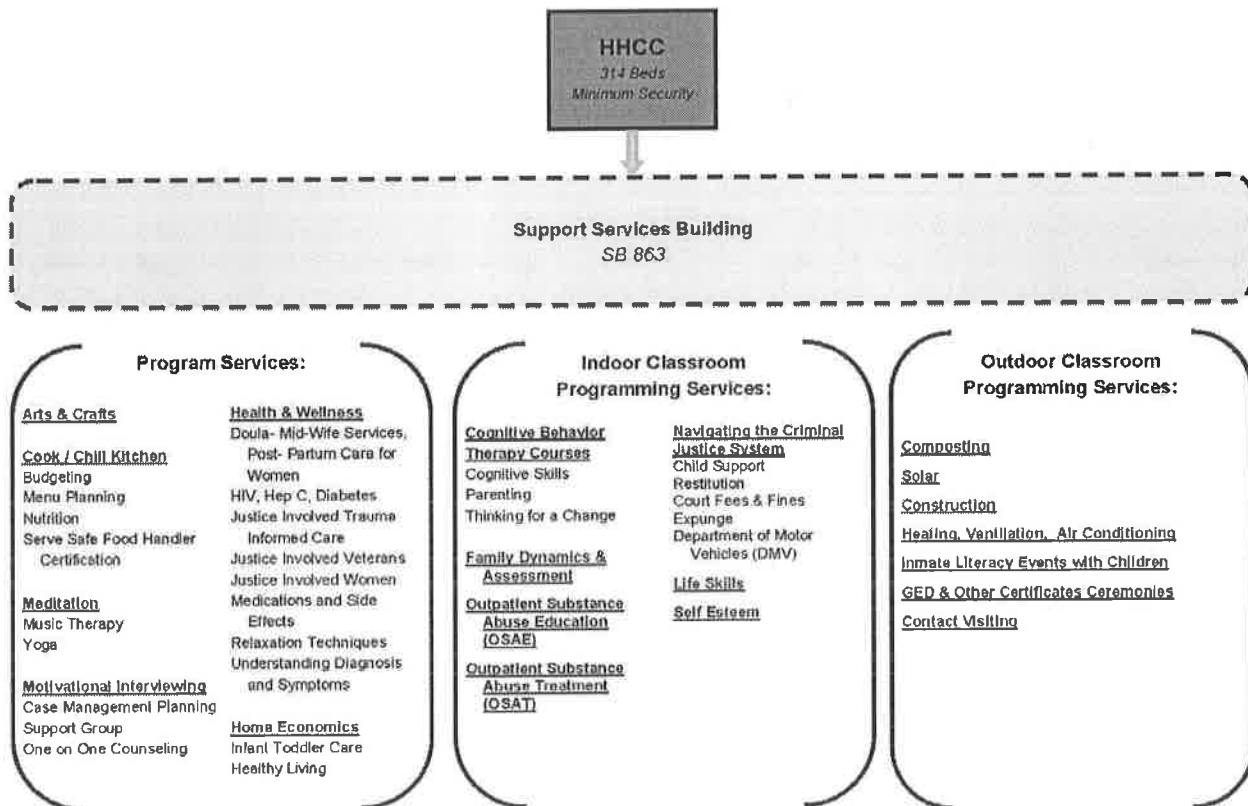 HHCC
314 Beds
Minimum Security
Support Services Building
SB 863
Program Services:
Arts & Crafts
Cook / Chill Kitchen
Budgeting
Menu Planning
Nutrition
Serve Safe Food Handler
Certification
Meditation
Music Therapy
Yoga
Motivational Interviewing
Case Management Planning
Support Group
One on One Counseling
Health & Wellness
Doula- Mid-Wife Services,
Post- Partum Care for
Women
HIV, Hep C, Diabetes
Justice Involved Trauma
Informed Care
Justice Involved Veterans
Justice Involved Women
Medications and Side
Effects
Relaxation Techniques
Understanding Diagnosis
and Symptoms
Home Economics
Infant Toddler Care
Healthy Living
Indoor Classroom
Programming Services:
Cognitive Behavior
Therapy Courses
Cognitive Skills
Parenting
Thinking for a Change
Family Dynamics &
Assessment
Outpatient Substance
Abuse Education
(OSAE)
Outpatient Substance
Abuse Treatment
(OSAT)
Navigating the Criminal
Justice System
Child Support
Restitution
Court Fees & Fines
Expunge
Department of Motor
Vehicles (DMV)
Life Skills
Self Esteem
Outdoor Classroom
Programming Services:
Composting
Solar
Construction
Heating, Ventilation, Air Conditioning
Inmate Literacy Events with Children
GED & Other Certificates Ceremonies
Contact Visiting